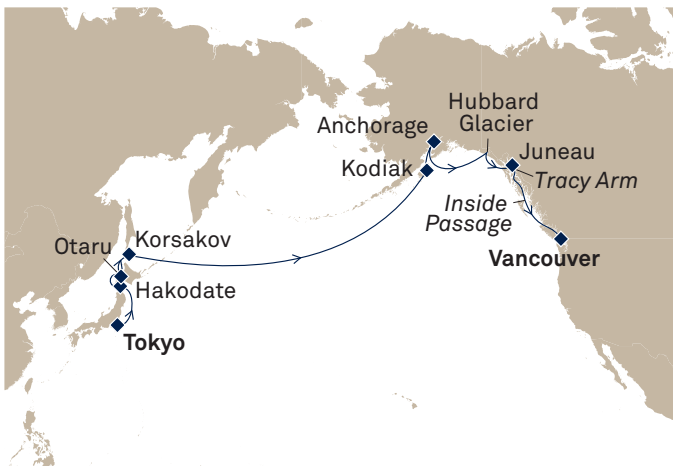 Hubbard
Glacier
Anchorage
Juneau
Kodiak
Tracy Arm
Inside
Passage
Korsakov
Otaru
Vancouver
Hakodate
Tokyo